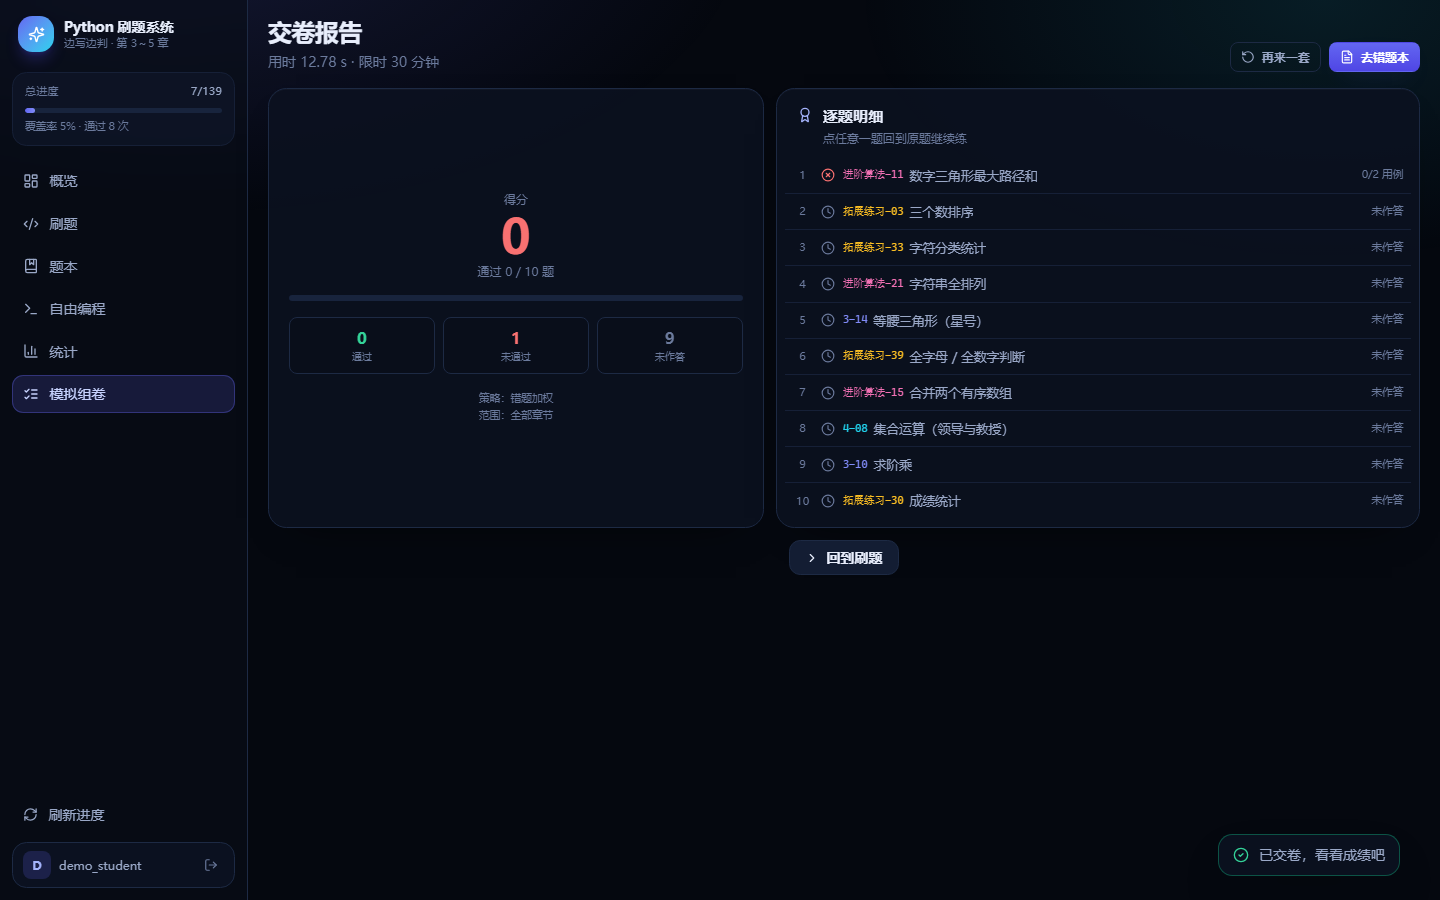 Python 刷题系统
边写边判 · 第 3 ~ 5 章
总进度 7/139
覆盖率 5% · 通过 8 次
概览
刷题
题本
自由编程
统计
模拟组卷
刷新进度
D demo_student
交卷报告
用时 12.78 s · 限时 30 分钟
再来一套
去错题本
得分
0
通过 0 / 10 题
0 1 9
通过 未通过 未作答
策略：错题加权
范围：全部章节
逐题明细
点任意一题回到原题继续练
1 进阶算法-11 数字三角形最大路径和 0/2 用例
2 拓展练习-03 三个数排序 未作答
3 拓展练习-33 字符分类统计 未作答
4 进阶算法-21 字符串全排列 未作答
5 3-14 等腰三角形（星号） 未作答
6 拓展练习-39 全字母 / 全数字判断 未作答
7 进阶算法-15 合并两个有序数组 未作答
8 4-08 集合运算（领导与教授） 未作答
9 3-10 求阶乘 未作答
10 拓展练习-30 成绩统计 未作答
回到刷题
已交卷，看看成绩吧